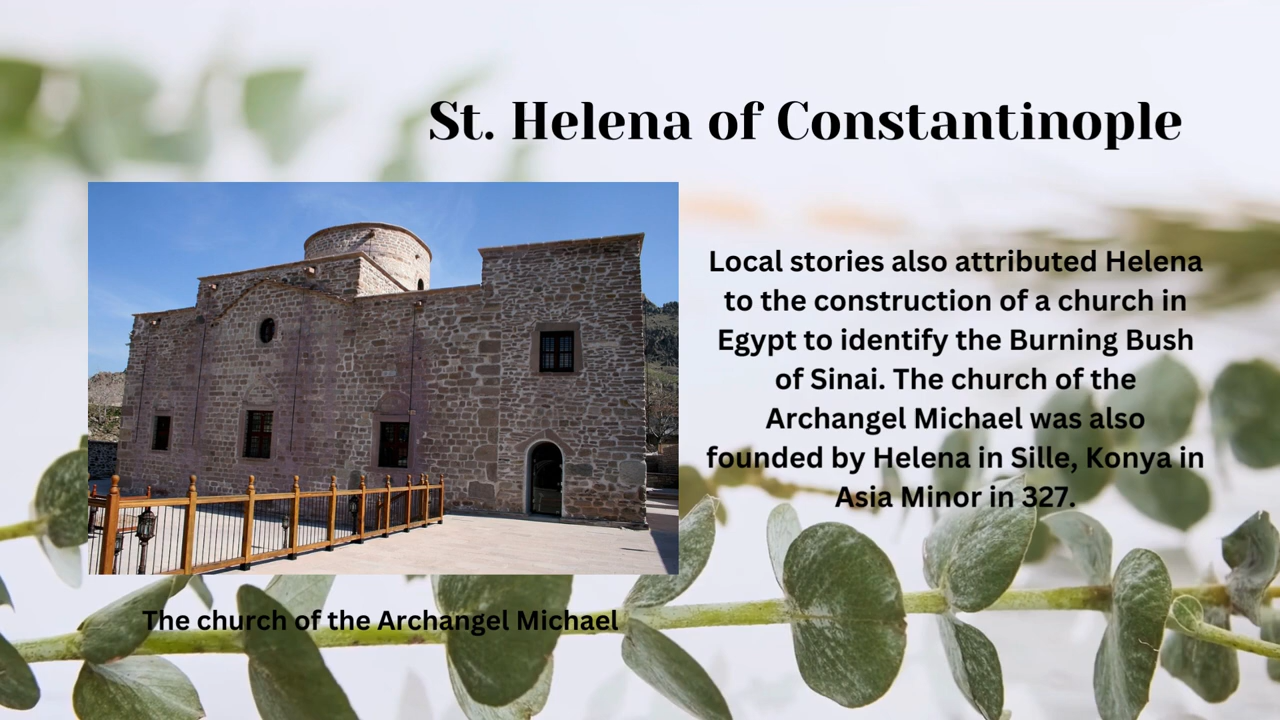 St. Helena of Constantinople
Local stories also attributed Helena
to the construction of a church in
Egypt to identify the Burning Bush
of Sinai. The church of the
Archangel Michael was also
founded by Helena in Sille, Konya in
Asia Minor in 327.
The church of the Archangel Michael